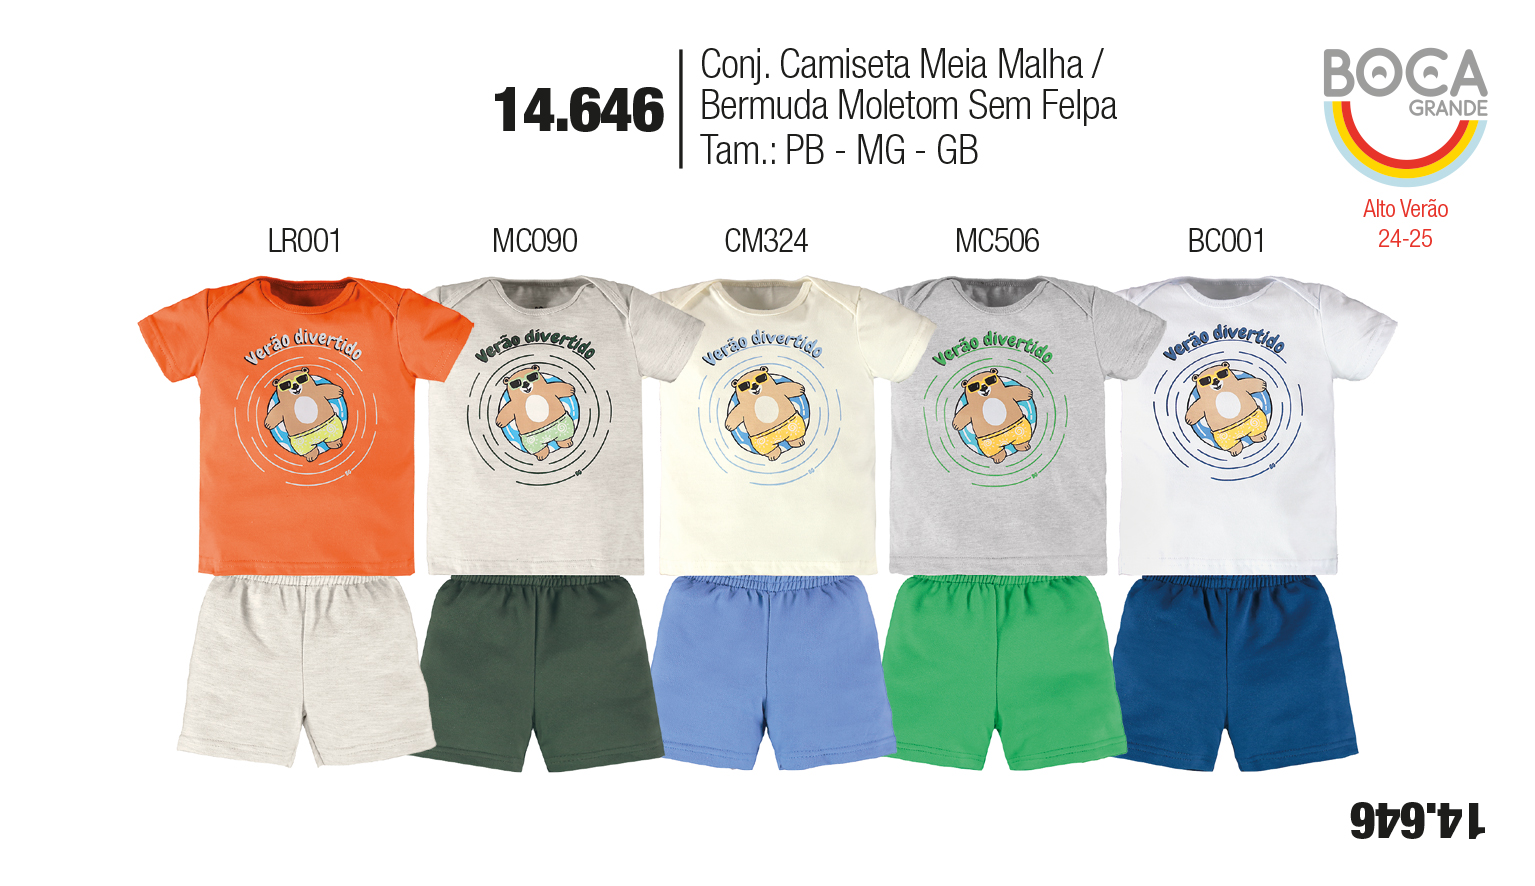 14.646
Conj. Camiseta Meia Malha /
Bermuda Moletom Sem Felpa
Tam.: PB - MG - GB
BOCA
GRANDE
Alto Verão
24-25
LR001
MC090
CM324
MC506
BC001
Verão divertido
Verão divertido
Verão divertido
Verão divertido
Verão divertido
14.646